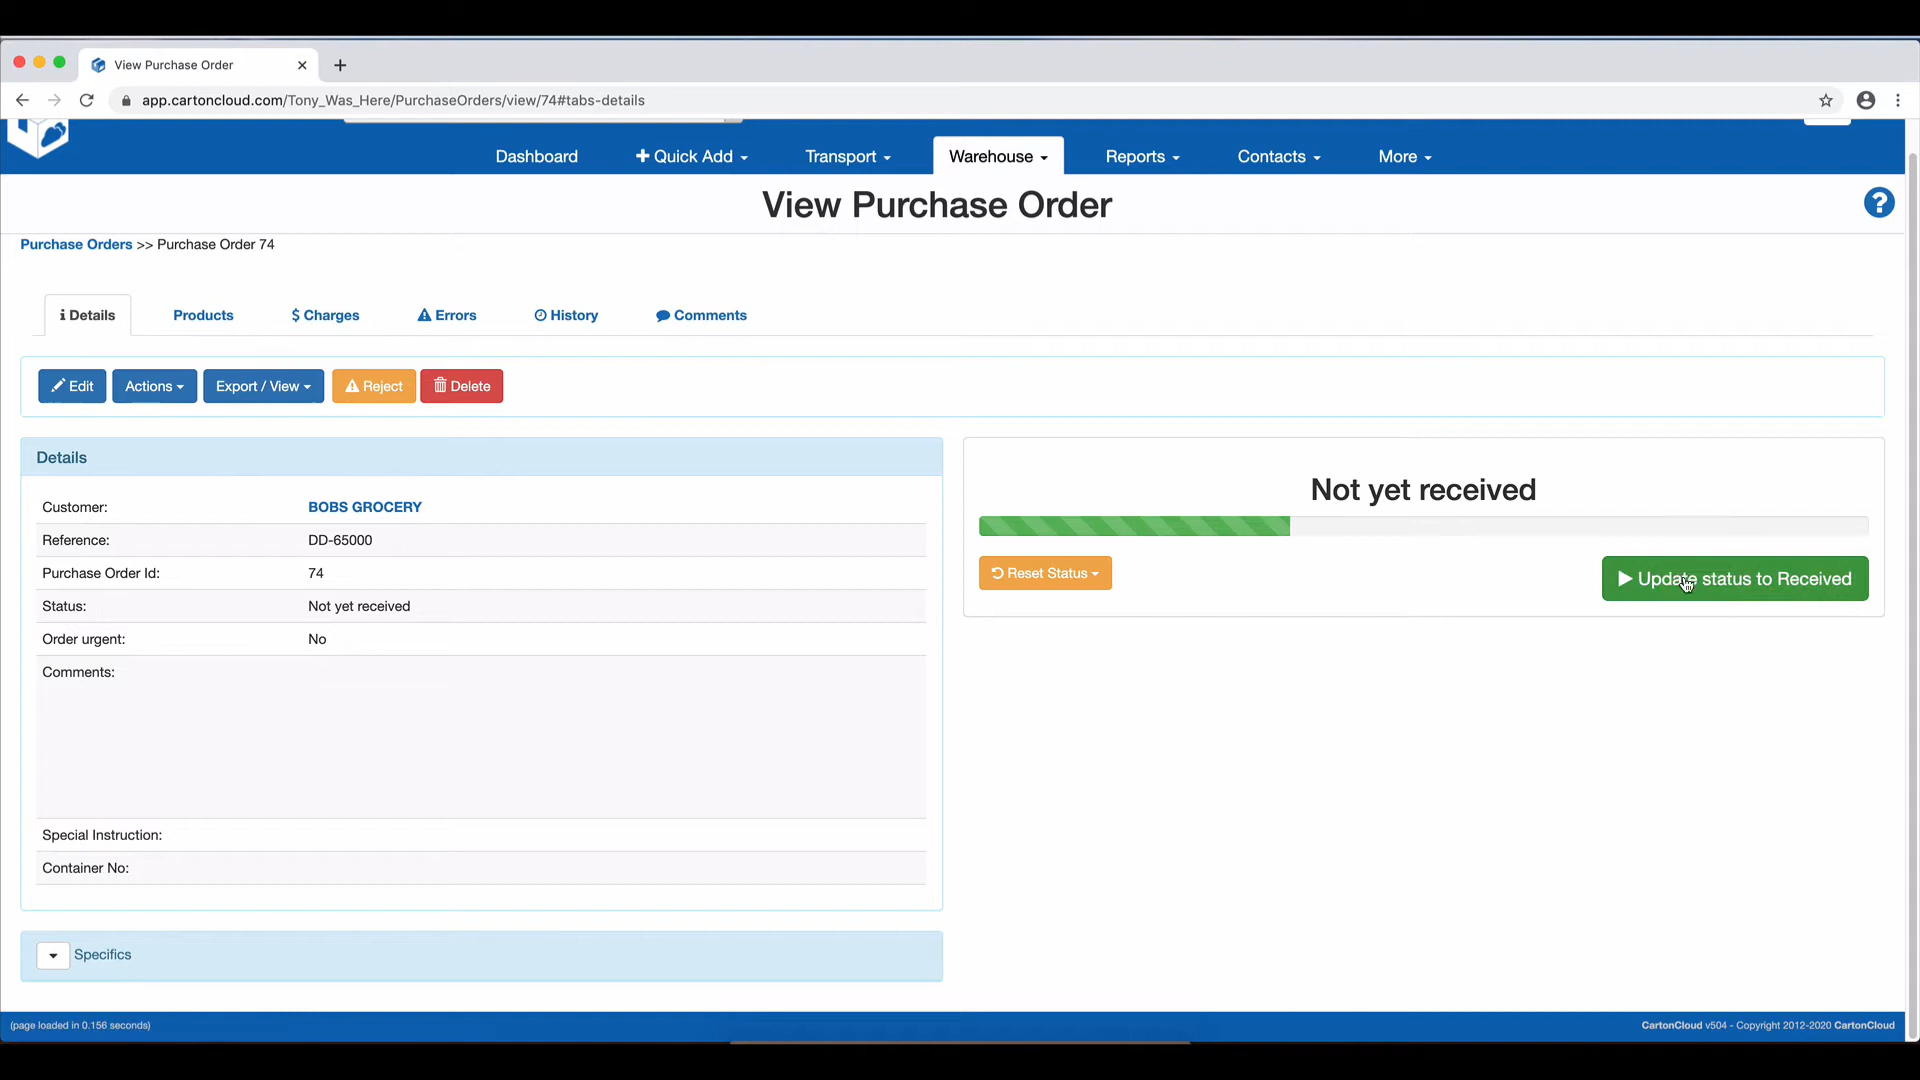 View Purchase Order
app.cartoncloud.com/Tony_Was_Here/PurchaseOrders/view/74#tabs-details
Dashboard Quick Add Transport Warehouse Reports Contacts More
View Purchase Order
?
Purchase Orders >> Purchase Order 74
Details Products $ Charges Errors History Comments
Edit Actions Export / View Reject Delete
Details
Customer: BOBS GROCERY
Reference: DD-65000
Purchase Order Id: 74
Status: Not yet received
Order urgent: No
Comments:
Special Instruction:
Container No:
Specifics
Not yet received
Reset Status
Update status to Received
(page loaded in 0.156 seconds)
CartonCloud v504 - Copyright 2012-2020 CartonCloud